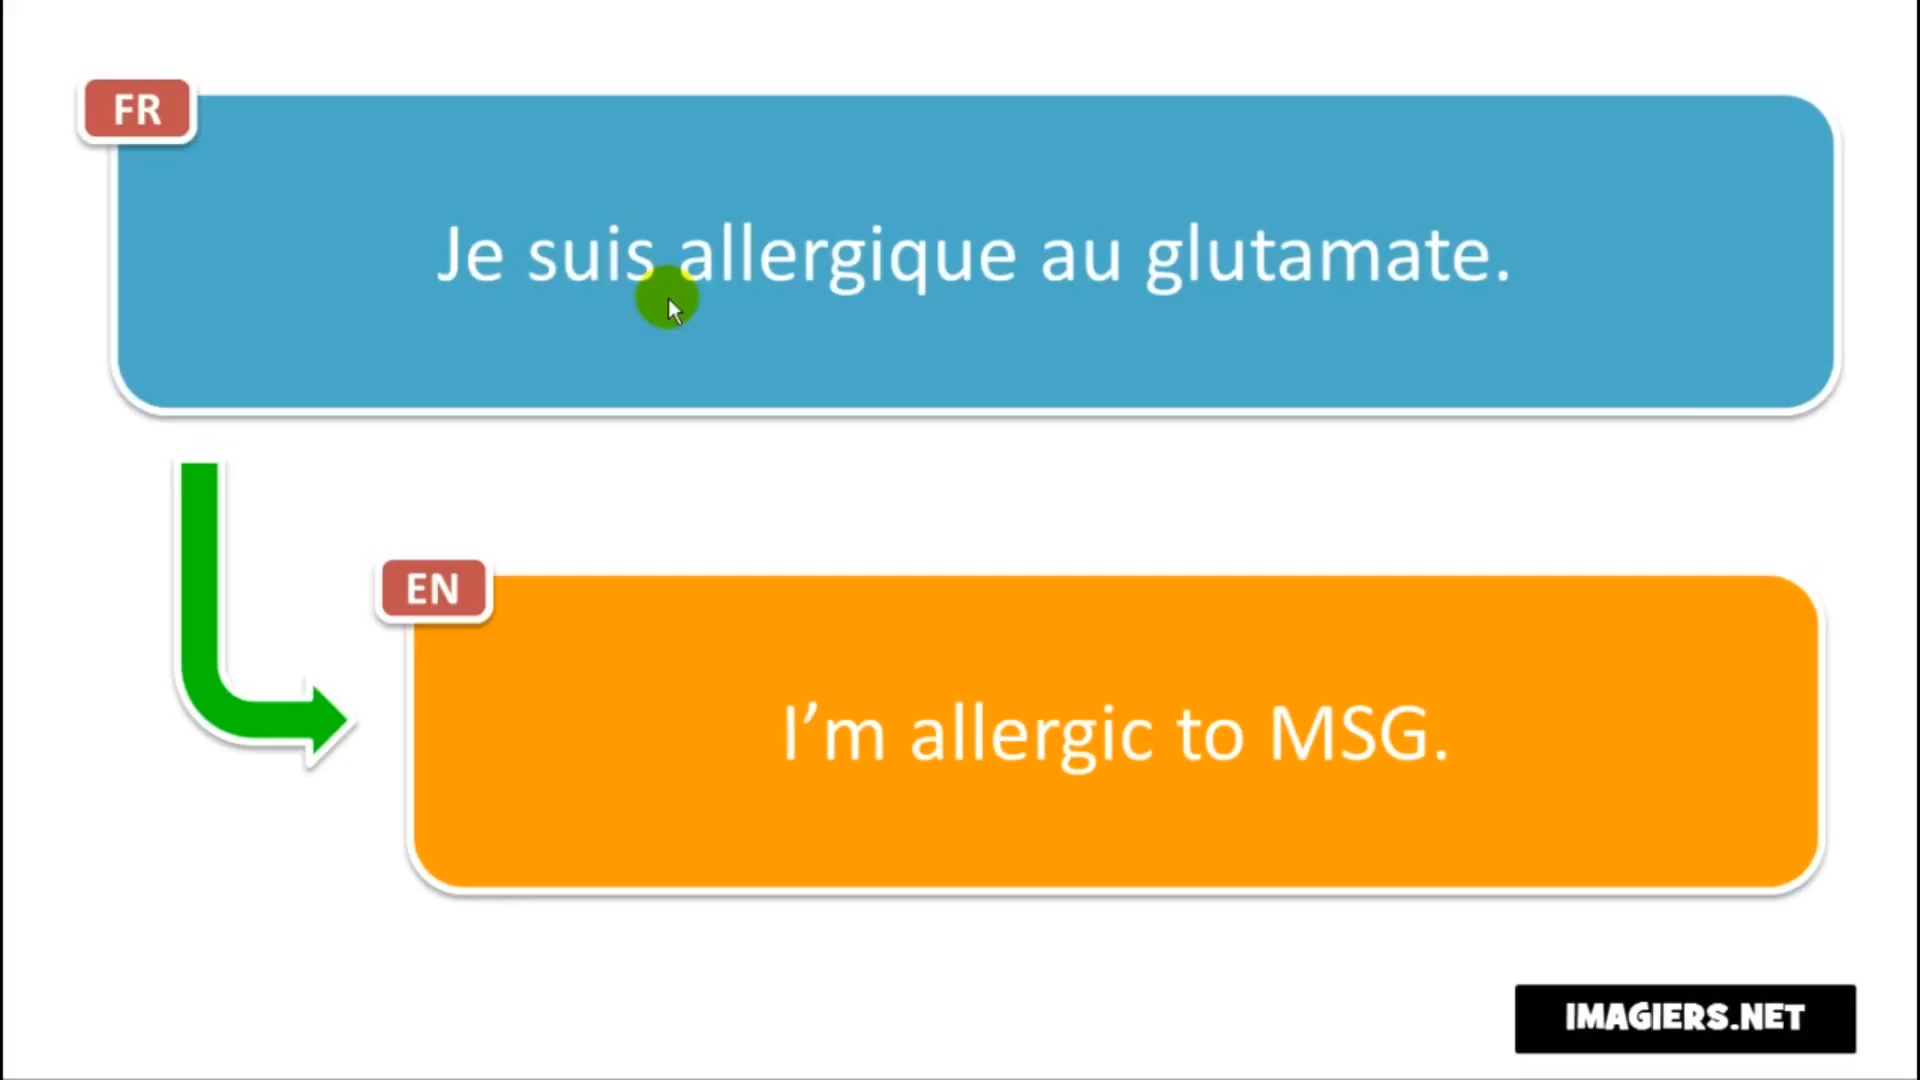 FR
Je suis allergique au glutamate.
EN
I’m allergic to MSG.
IMAGIERS.NET